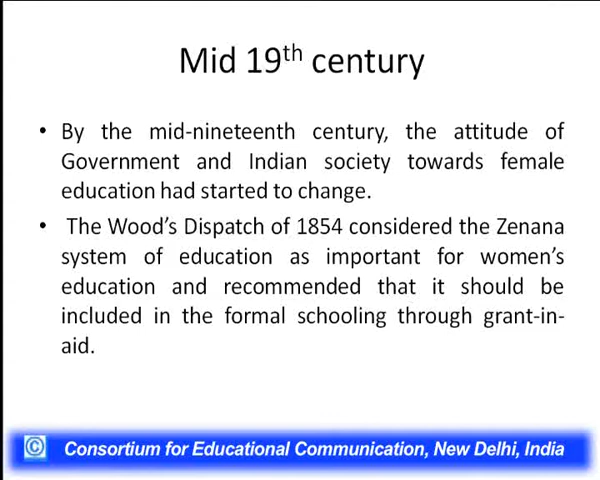 Mid 19th century
• By the mid-nineteenth century, the attitude of
Government and Indian society towards female
education had started to change.
• The Wood’s Dispatch of 1854 considered the Zenana
system of education as important for women’s
education and recommended that it should be
included in the formal schooling through grant-in-
aid.
© Consortium for Educational Communication, New Delhi, India